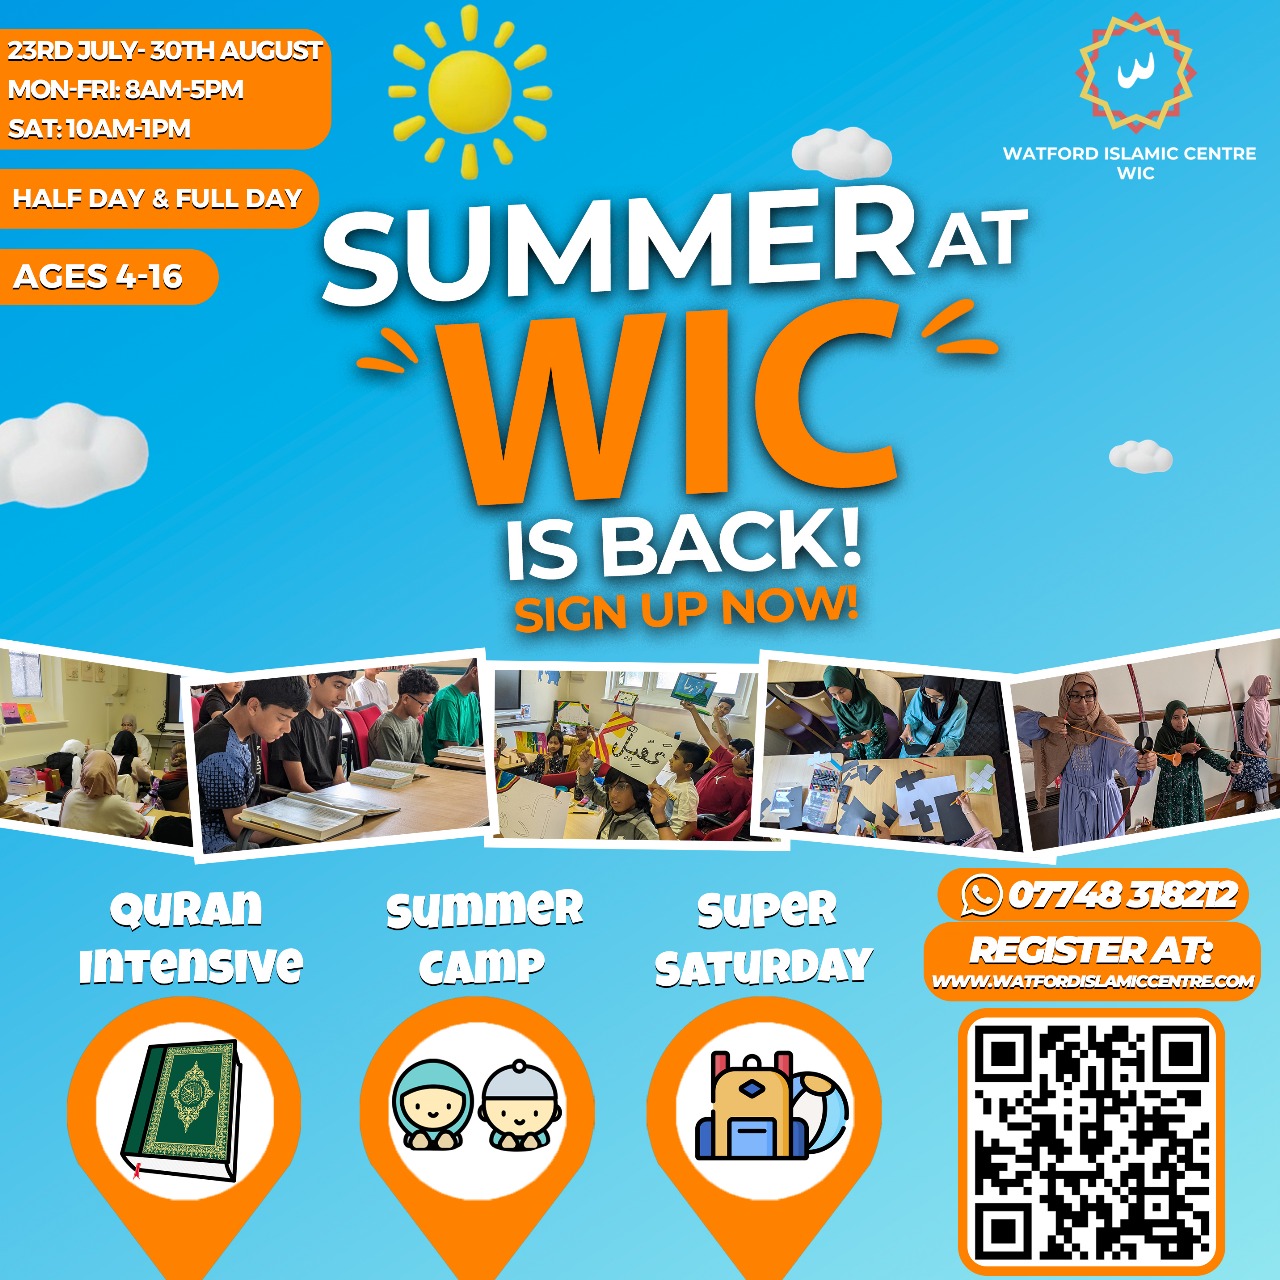 23RD JULY- 30TH AUGUST
MON-FRI: 8AM-5PM
SAT: 10AM-1PM
HALF DAY & FULL DAY
AGES 4-16
س
WATFORD ISLAMIC CENTRE
WIC
SUMMER AT
WIC
IS BACK!
SIGN UP NOW!
QURAN
INTENSIVE
SUMMER
CAMP
SUPER
SATURDAY
07748 318212
REGISTER AT:
WWW.WATFORDISLAMICCENTRE.COM